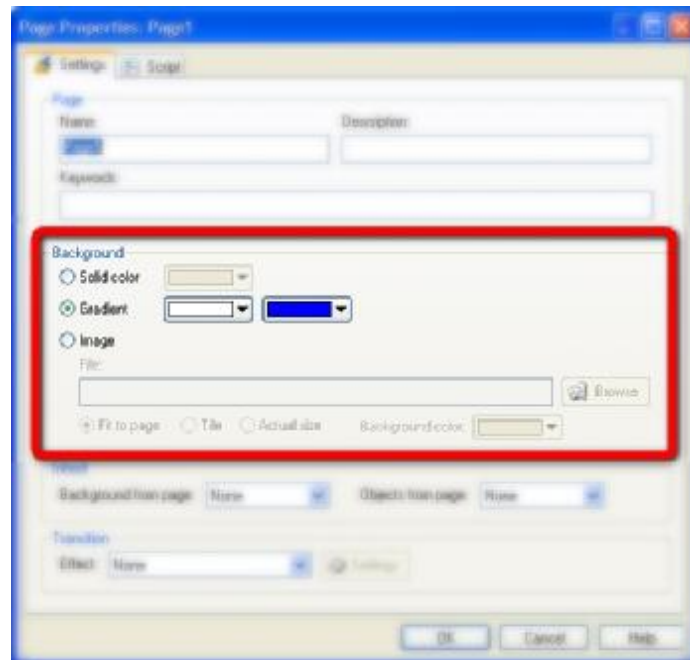 Page Properties: Page1
Settings Script
Page
Name: Description:
Page1
Keywords:
Background
Solid color
Gradient
Image
File:
Browse
Fit to page Tile Actual size Background color:
Inherit
Background from page: None Objects from page: None
Transition
Effect: None Settings
OK Cancel Help